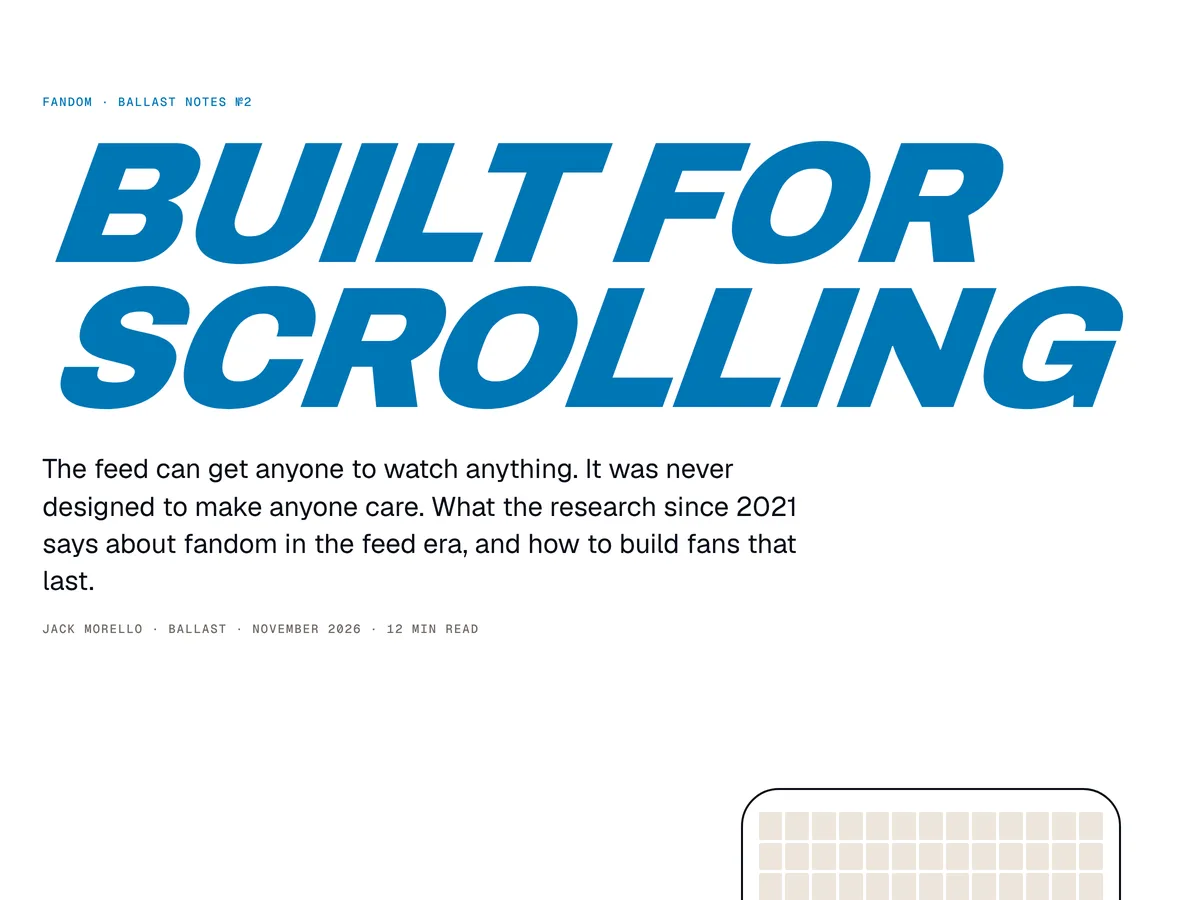 FANDOM · BALLAST NOTES №2
BUILT FOR
SCROLLING
The feed can get anyone to watch anything. It was never
designed to make anyone care. What the research since 2021
says about fandom in the feed era, and how to build fans that
last.
JACK MORELLO · BALLAST · NOVEMBER 2026 · 12 MIN READ